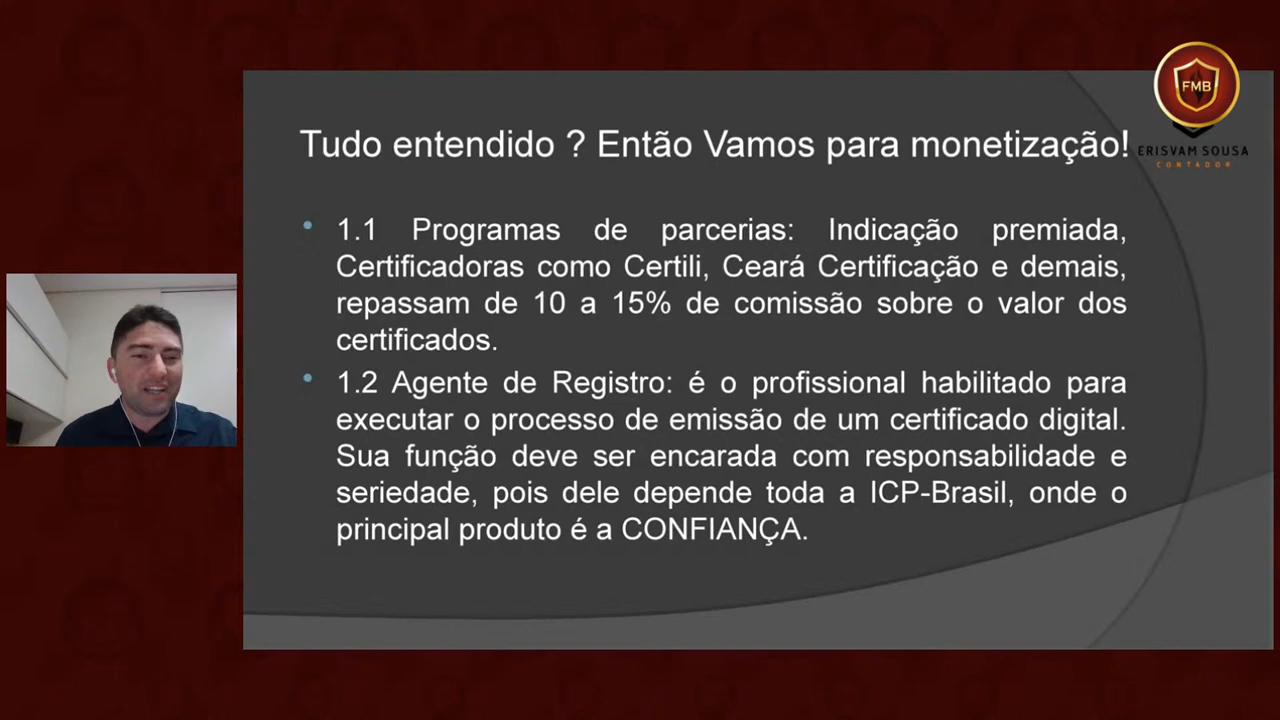 FMB
Tudo entendido ? Então Vamos para monetização!
ERISVAM SOUSA
CONTADOR
• 1.1 Programas de parcerias: Indicação premiada,
Certificadoras como Certili, Ceará Certificação e demais,
repassam de 10 a 15% de comissão sobre o valor dos
certificados.
• 1.2 Agente de Registro: é o profissional habilitado para
executar o processo de emissão de um certificado digital.
Sua função deve ser encarada com responsabilidade e
seriedade, pois dele depende toda a ICP-Brasil, onde o
principal produto é a CONFIANÇA.